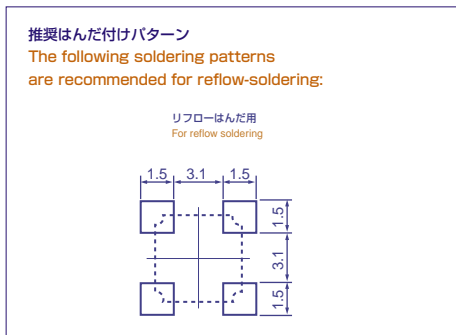 推奨はんだ付けパターン
The following soldering patterns
are recommended for reflow-soldering:
リフローはんだ用
For reflow soldering
1.5 3.1 1.5
1.5
3.1
1.5